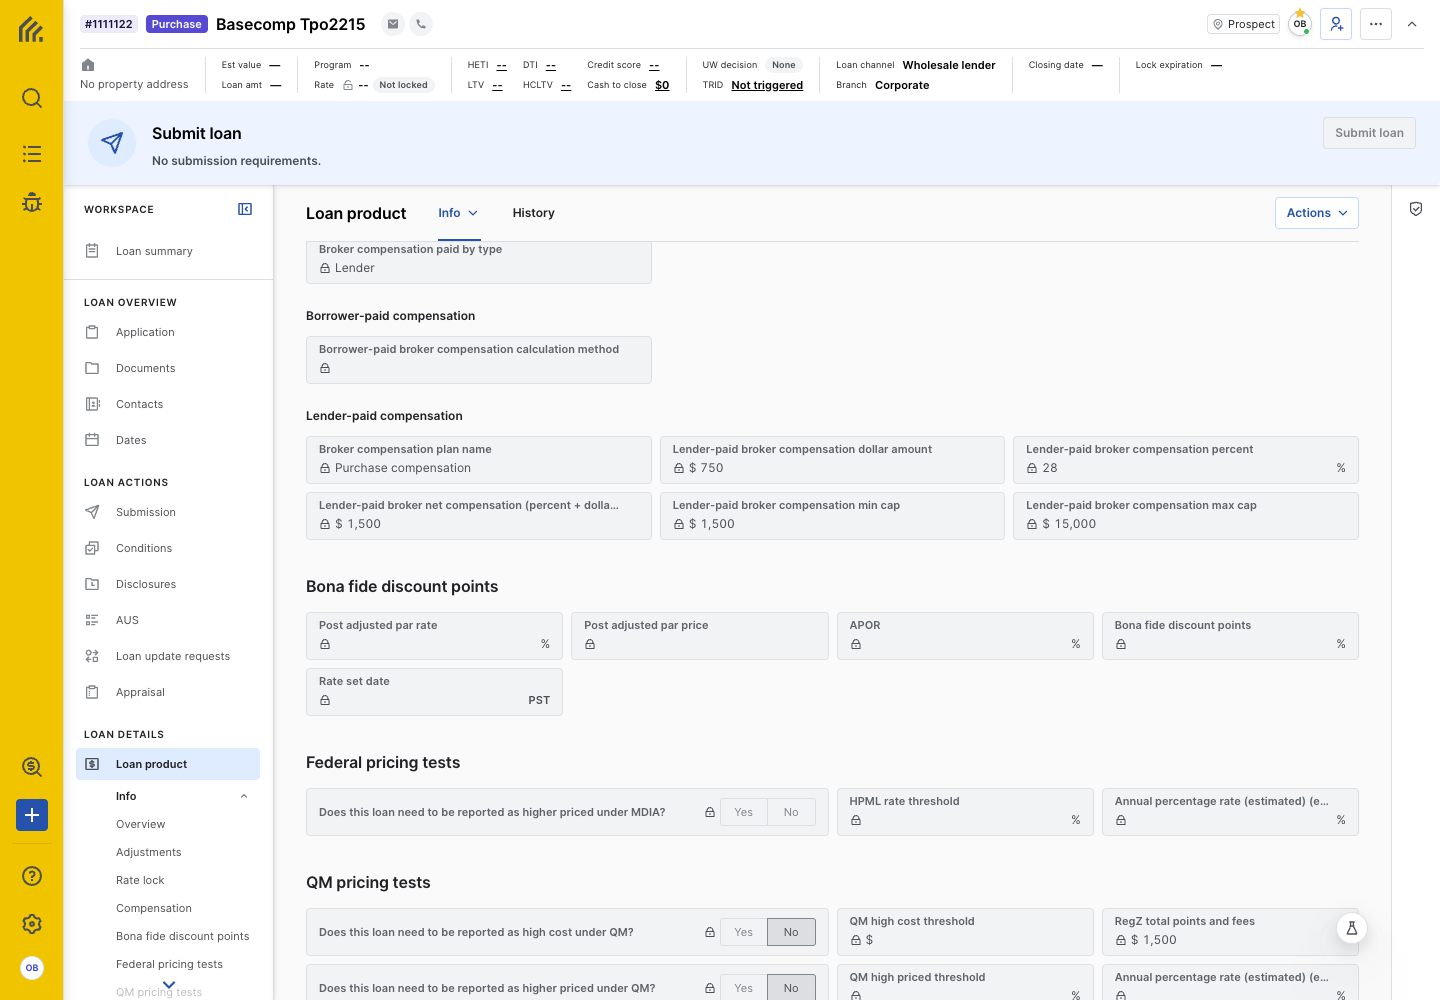 #1111122 Purchase Basecomp Tpo2215
Prospect OB
No property address
Est value —
Loan amt —
Program --
Rate -- Not locked
HETI -- DTI -- Credit score --
LTV -- HCLTV -- Cash to close $0
UW decision None
TRID Not triggered
Loan channel Wholesale lender
Branch Corporate
Closing date —
Lock expiration —
Submit loan
No submission requirements.
Submit loan
WORKSPACE
Loan summary
LOAN OVERVIEW
Application
Documents
Contacts
Dates
LOAN ACTIONS
Submission
Conditions
Disclosures
AUS
Loan update requests
Appraisal
LOAN DETAILS
Loan product
Info
Overview
Adjustments
Rate lock
Compensation
Bona fide discount points
Federal pricing tests
QM pricing tests
OB
Loan product Info History Actions
Broker compensation paid by type
Lender
Borrower-paid compensation
Borrower-paid broker compensation calculation method
Lender-paid compensation
Broker compensation plan name
Purchase compensation
Lender-paid broker compensation dollar amount
$ 750
Lender-paid broker compensation percent
28 %
Lender-paid broker net compensation (percent + dolla...
$ 1,500
Lender-paid broker compensation min cap
$ 1,500
Lender-paid broker compensation max cap
$ 15,000
Bona fide discount points
Post adjusted par rate
%
Post adjusted par price
APOR
%
Bona fide discount points
%
Rate set date
PST
Federal pricing tests
Does this loan need to be reported as higher priced under MDIA? Yes No
HPML rate threshold
%
Annual percentage rate (estimated) (e...
%
QM pricing tests
Does this loan need to be reported as high cost under QM? Yes No
QM high cost threshold
$
RegZ total points and fees
$ 1,500
Does this loan need to be reported as higher priced under QM? Yes No
QM high priced threshold
%
Annual percentage rate (estimated) (e...
%